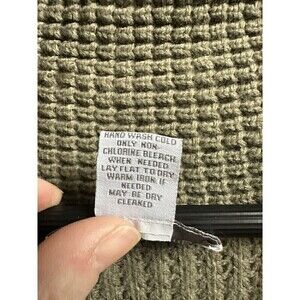 HAND WASH COLD
ONLY NON-
CHLORINE BLEACH
WHEN NEEDED
LAY FLAT TO DRY
WARM IRON IF
NEEDED
MAY BE DRY
CLEANED